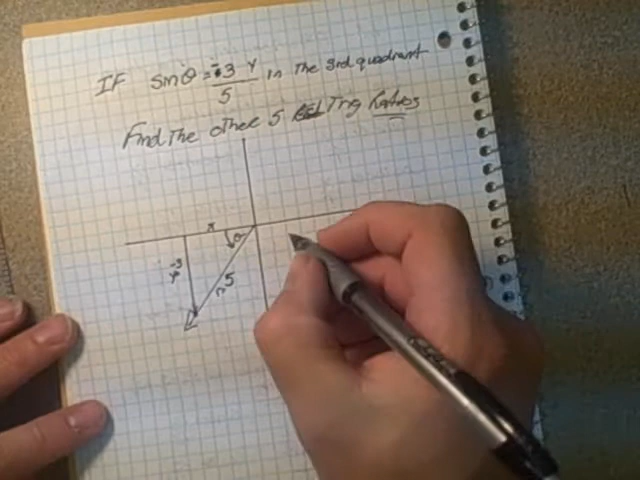 IF Sinθ = -3 y in the 3rd quadrant
5
Find The other 5 Trig Ratios
x
θ
-3
y
r 5